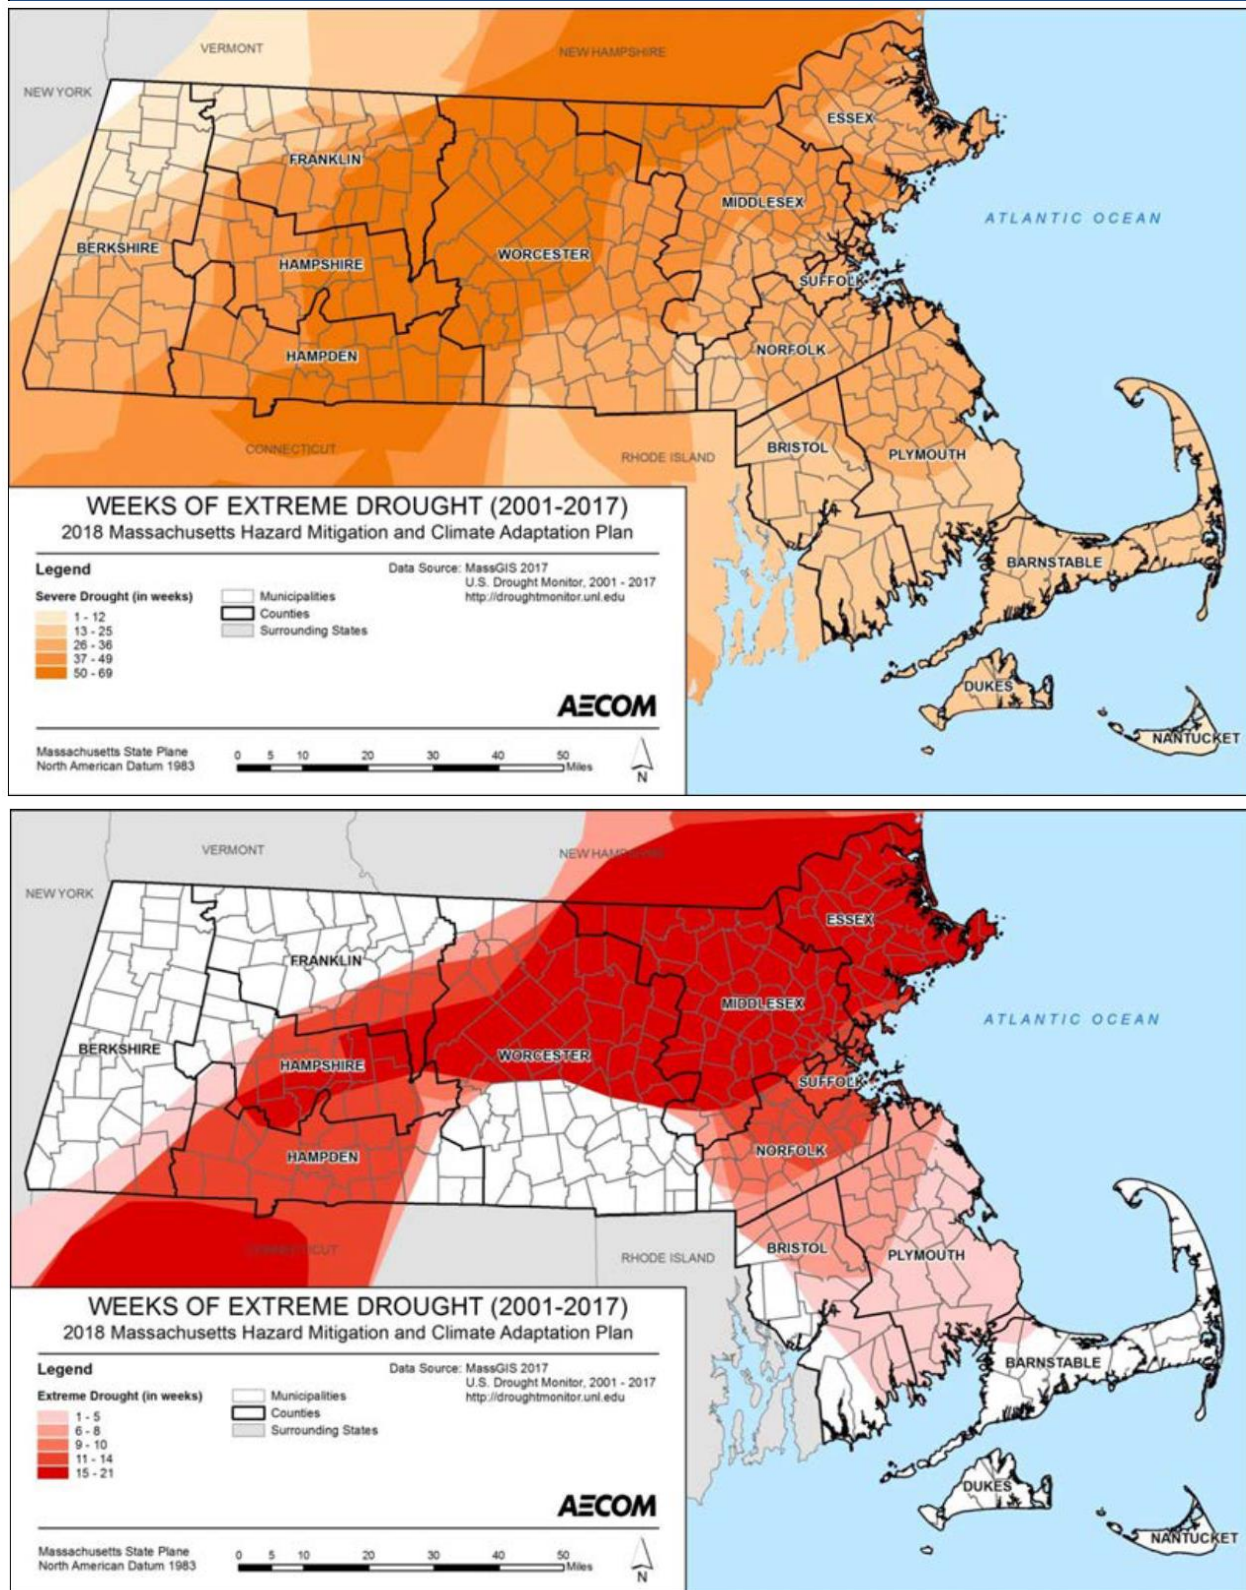 VERMONT
NEW HAMPSHIRE
NEW YORK
ESSEX
FRANKLIN
MIDDLESEX
ATLANTIC OCEAN
BERKSHIRE
HAMPSHIRE
WORCESTER
SUFFOLK
HAMPDEN
NORFOLK
CONNECTICUT
RHODE ISLAND
BRISTOL
PLYMOUTH
BARNSTABLE
DUKES
NANTUCKET
WEEKS OF EXTREME DROUGHT (2001-2017)
2018 Massachusetts Hazard Mitigation and Climate Adaptation Plan
Legend
Severe Drought (in weeks)
1 - 12
13 - 25
26 - 36
37 - 49
50 - 69
Municipalities
Counties
Surrounding States
Data Source: MassGIS 2017
U.S. Drought Monitor, 2001 - 2017
http://droughtmonitor.unl.edu
AECOM
Massachusetts State Plane
North American Datum 1983
0 5 10 20 30 40 50
Miles
N
VERMONT
NEW HAMPSHIRE
NEW YORK
ESSEX
FRANKLIN
MIDDLESEX
ATLANTIC OCEAN
BERKSHIRE
HAMPSHIRE
WORCESTER
SUFFOLK
HAMPDEN
NORFOLK
CONNECTICUT
RHODE ISLAND
BRISTOL
PLYMOUTH
BARNSTABLE
DUKES
NANTUCKET
WEEKS OF EXTREME DROUGHT (2001-2017)
2018 Massachusetts Hazard Mitigation and Climate Adaptation Plan
Legend
Extreme Drought (in weeks)
1 - 5
6 - 8
9 - 10
11 - 14
15 - 21
Municipalities
Counties
Surrounding States
Data Source: MassGIS 2017
U.S. Drought Monitor, 2001 - 2017
http://droughtmonitor.unl.edu
AECOM
Massachusetts State Plane
North American Datum 1983
0 5 10 20 30 40 50
Miles
N